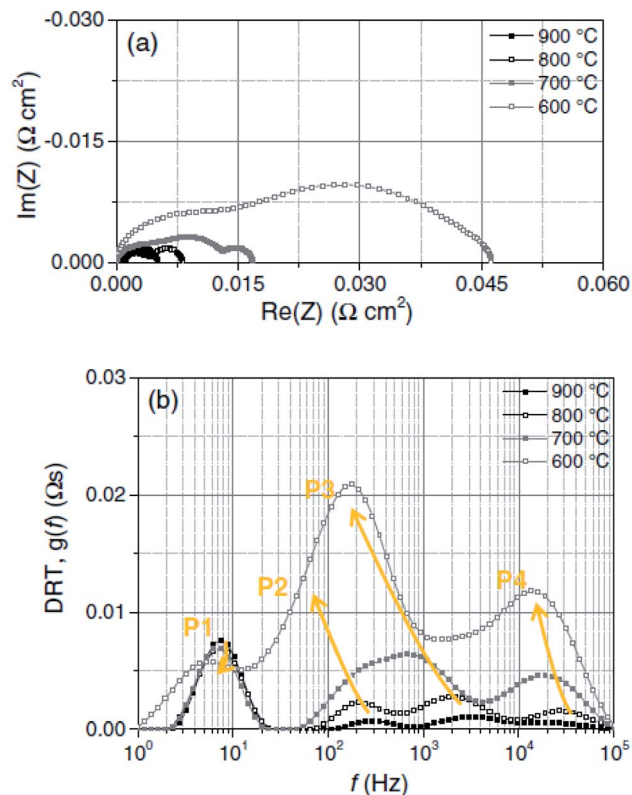 (a)
900 °C
800 °C
700 °C
600 °C
-0.030
-0.015
0.000
Im(Z) (Ω cm²)
0.000 0.015 0.030 0.045 0.060
Re(Z) (Ω cm²)
(b)
900 °C
800 °C
700 °C
600 °C
0.03
0.02
0.01
0.00
DRT, g(f) (Ωs)
P1
P2
P3
P4
10⁰ 10¹ 10² 10³ 10⁴ 10⁵
f (Hz)